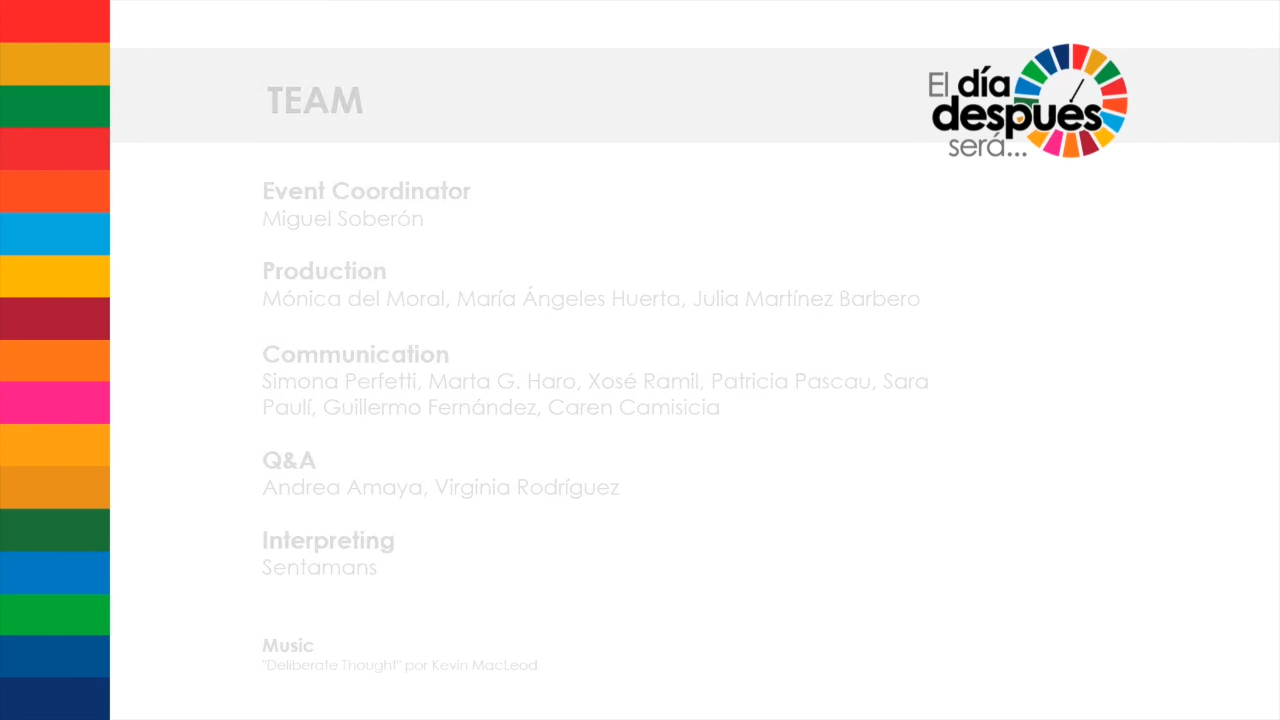 TEAM
El día
después
será...
Event Coordinator
Miguel Soberón
Production
Mónica del Moral, María Ángeles Huerta, Julia Martínez Barbero
Communication
Simona Perfetti, Marta G. Haro, Xosé Ramil, Patricia Pascau, Sara
Paulí, Guillermo Fernández, Caren Camisicia
Q&A
Andrea Amaya, Virginia Rodríguez
Interpreting
Sentamans
Music
"Deliberate Thought" por Kevin MacLeod